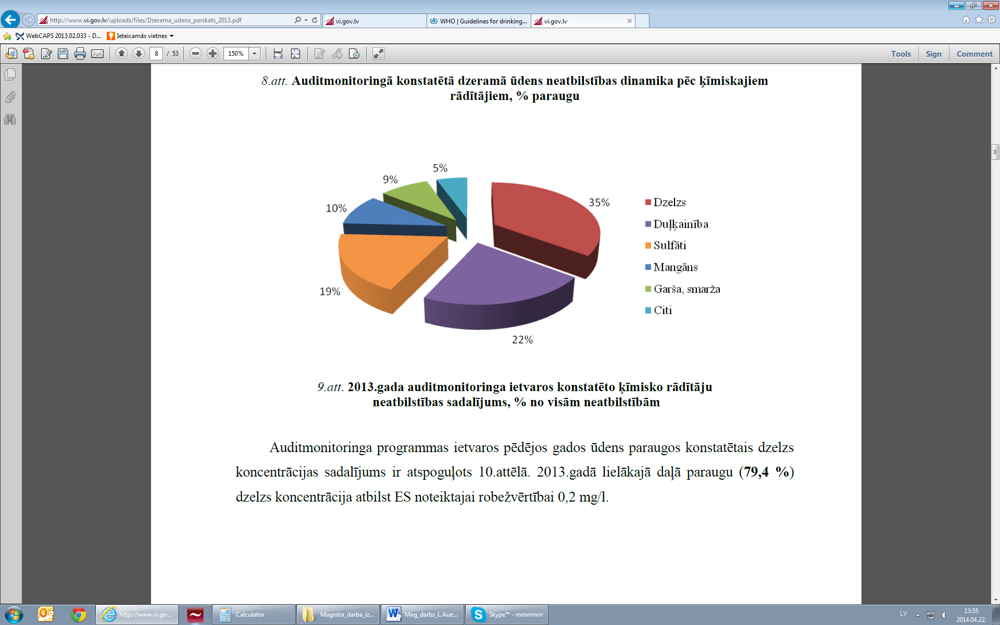 http://www.vi.gov.lv/uploads/files/Dzerama_udens_parskats_2013.pdf
vi.gov.lv
WHO | Guidelines for drinking...
vi.gov.lv
WebCAPS 2013.02.033 - D...
Ieteicamās vietnes
8 / 53
150%
Tools
Sign
Comment
8.att. Auditmonitoringā konstatētā dzeramā ūdens neatbilstības dinamika pēc ķīmiskajiem
rādītājiem, % paraugu
5%
9%
10%
35%
19%
22%
Dzelzs
Duļķainība
Sulfāti
Mangāns
Garša, smarža
Citi
9.att. 2013.gada auditmonitoringa ietvaros konstatēto ķīmisko rādītāju
neatbilstības sadalījums, % no visām neatbilstībām
Auditmonitoringa programmas ietvaros pēdējos gados ūdens paraugos konstatētais dzelzs
koncentrācijas sadalījums ir atspoguļots 10.attēlā. 2013.gadā lielākajā daļā paraugu (79,4 %)
dzelzs koncentrācija atbilst ES noteiktajai robežvērtībai 0,2 mg/l.
http://www.vi.go...
Calculator
Magistra_darba_iz...
Mag_darbs_L.Aue...
Skype™ - mmrrmrrr
LV
13:55
2014.04.22.